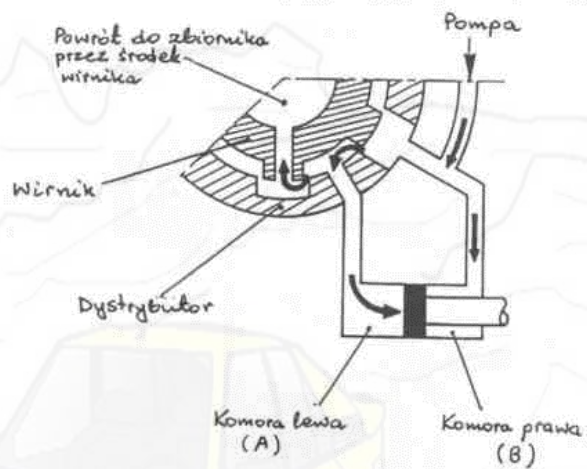 Pompa
Powrót do zbiornika
przez środek
wirnika
Wirnik
Dystrybutor
Komora lewa
(A)
Komora prawa
(B)